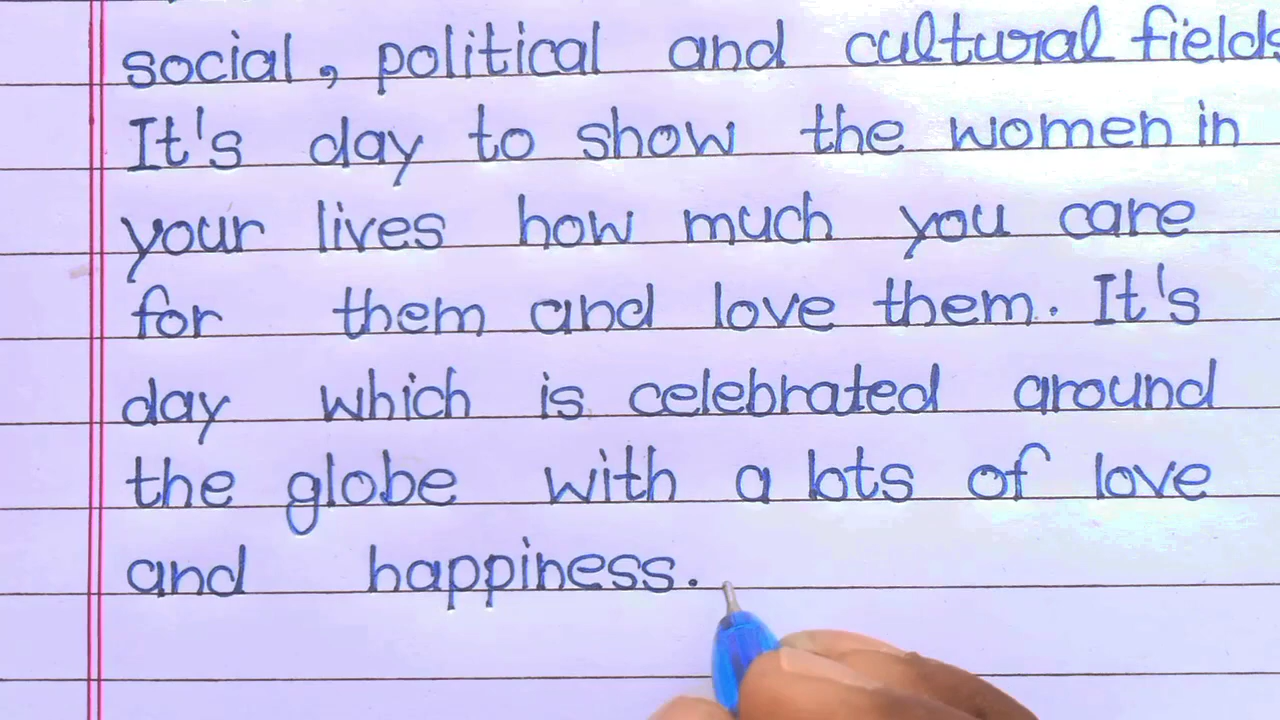 social, political and cultural fields
It's day to show the women in
your lives how much you care
for them and love them. It's
day which is celebrated around
the globe with a lots of love
and happiness.